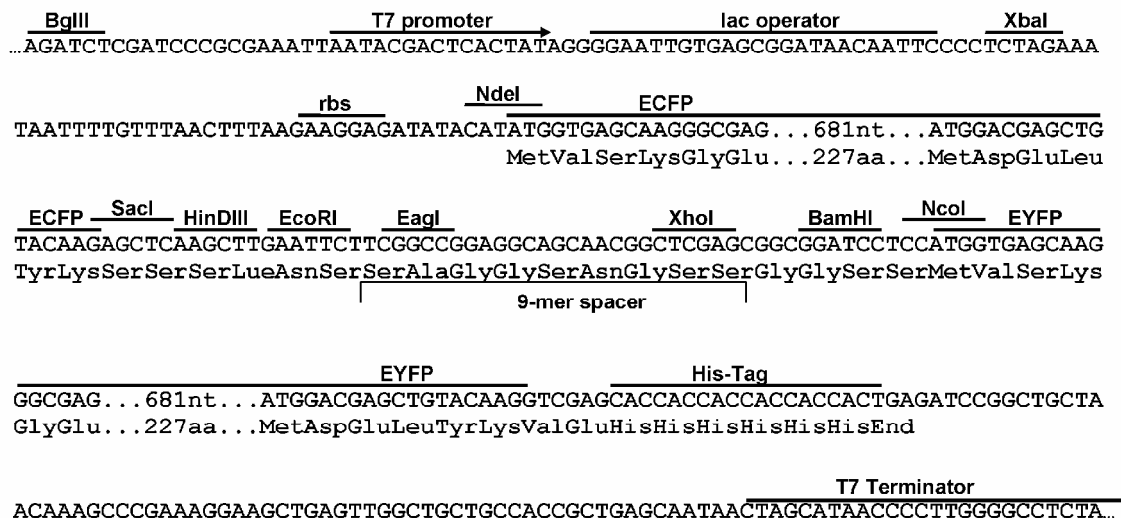 BglII T7 promoter lac operator XbaI
...AGATCTCGATCCCGCGAAATTAATACGACTCACTATAGGGGAATTGTGAGCGGATAACAATTCCCCTCTAGAAA
rbs NdeI ECFP
TAATTTTGTTTAACTTTAAGAAGGAGATATACATATGGTGAGCAAGGGCGAG...681nt...ATGGACGAGCTG
MetValSerLysGlyGlu...227aa...MetAspGluLeu
ECFP SacI HinDIII EcoRI EagI XhoI BamHI NcoI EYFP
TACAAGAGCTCAAGCTTGAATTCTTCGGCCGGAGGCAGCAACGGCTCGAGCGGCGGATCCTCCATGGTGAGCAAG
TyrLysSerSerSerLueAsnSerSerAlaGlyGlySerAsnGlySerSerGlyGlySerSerMetValSerLys
9-mer spacer
EYFP His-Tag
GGCGAG...681nt...ATGGACGAGCTGTACAAGGTCGAGCACCACCACCACCACCACTGAGATCCGGCTGCTA
GlyGlu...227aa...MetAspGluLeuTyrLysValGluHisHisHisHisHisHisEnd
T7 Terminator
ACAAAGCCCGAAAGGAAGCTGAGTTGGCTGCTGCCACCGCTGAGCAATAACTAGCATAACCCCTTGGGGCCTCTA...